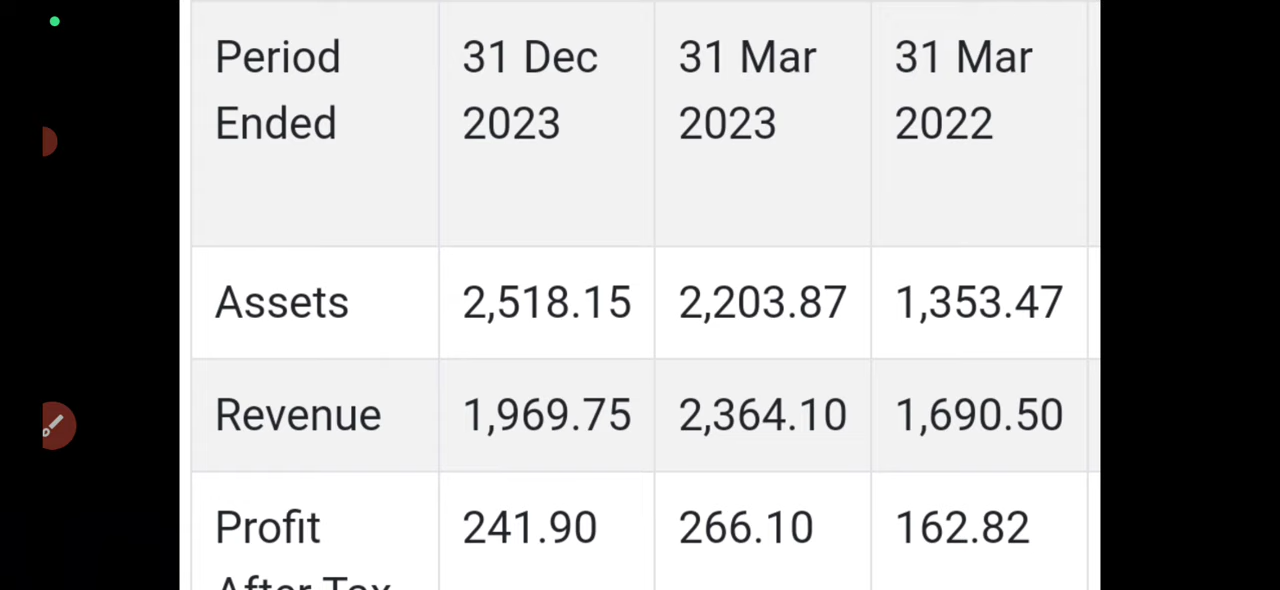 Period 31 Dec 31 Mar 31 Mar
Ended 2023 2023 2022
Assets 2,518.15 2,203.87 1,353.47
Revenue 1,969.75 2,364.10 1,690.50
Profit 241.90 266.10 162.82
After Tax